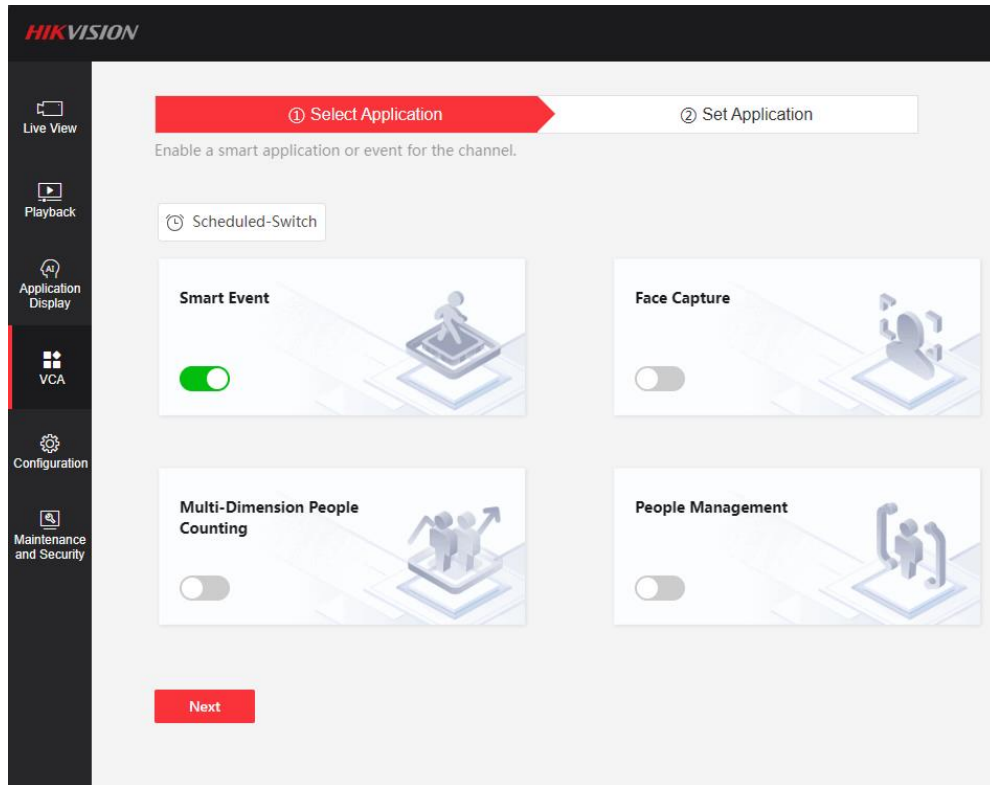 HIKVISION
Live View
Playback
AI
Application
Display
VCA
Configuration
Maintenance
and Security
① Select Application
② Set Application
Enable a smart application or event for the channel.
Scheduled-Switch
Smart Event
Face Capture
Multi-Dimension People
Counting
People Management
Next